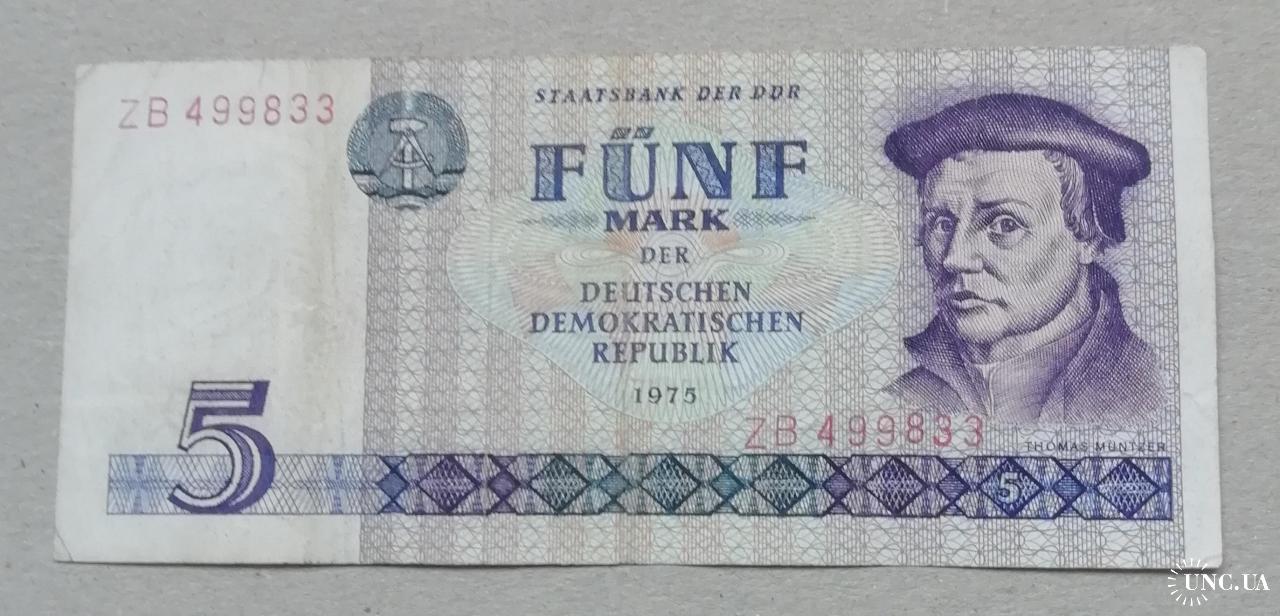 ZB 499833
STAATSBANK DER DDR
FÜNF
MARK
DER
DEUTSCHEN
DEMOKRATISCHEN
REPUBLIK
1975
ZB 499833
THOMAS MÜNTZER
5
5
UNC.UA